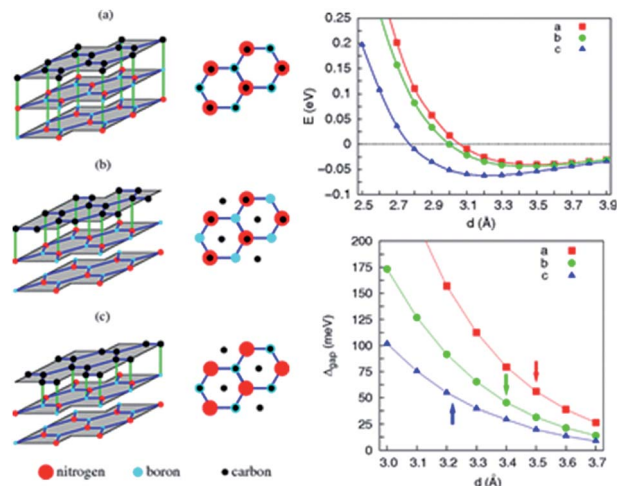 (a)
(b)
(c)
nitrogen boron carbon
0.25
0.2
0.15
0.1
0.05
0
−0.05
−0.1
E (eV)
a
b
c
2.5 2.7 2.9 3.1 3.3 3.5 3.7 3.9
d (Å)
200
175
150
125
100
75
50
25
0
Δgap (meV)
a
b
c
3.0 3.1 3.2 3.3 3.4 3.5 3.6 3.7
d (Å)